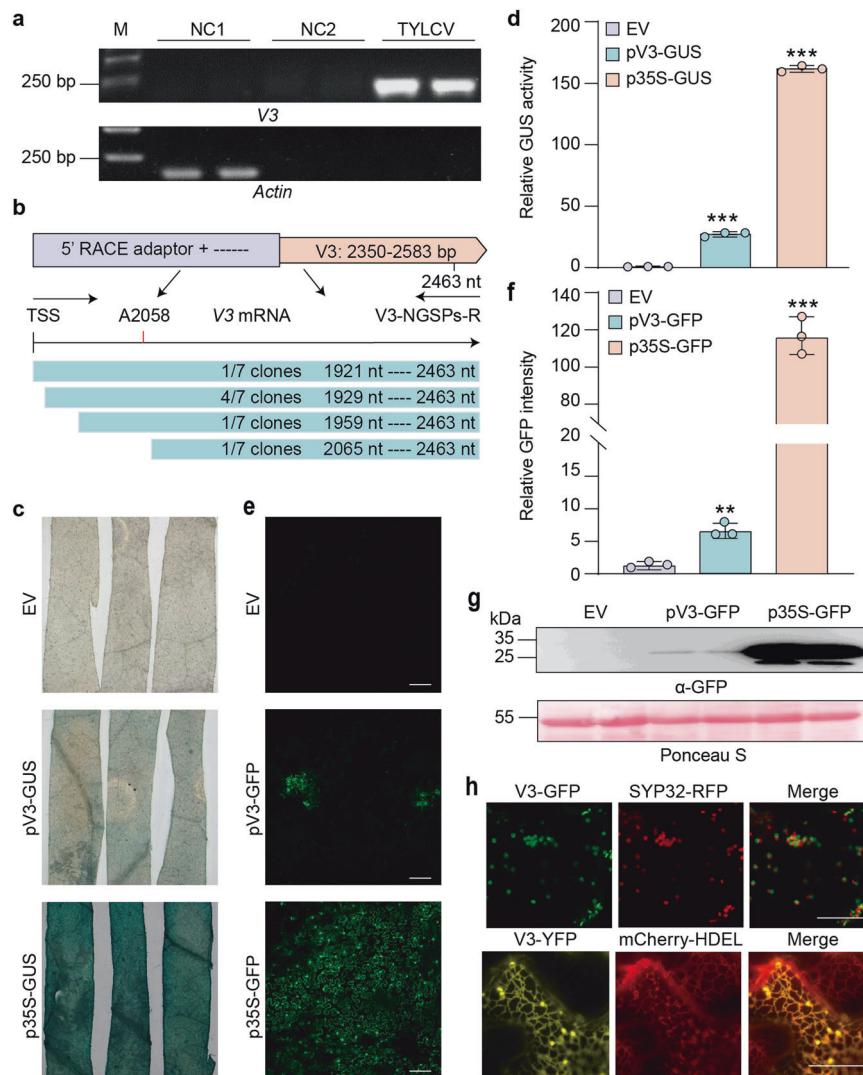 a
M NC1 NC2 TYLCV
250 bp
V3
250 bp
Actin
b
5' RACE adaptor + ------ V3: 2350-2583 bp
2463 nt
TSS A2058 V3 mRNA V3-NGSPs-R
1/7 clones 1921 nt ---- 2463 nt
4/7 clones 1929 nt ---- 2463 nt
1/7 clones 1959 nt ---- 2463 nt
1/7 clones 2065 nt ---- 2463 nt
c
EV
pV3-GUS
p35S-GUS
d
Relative GUS activity
200
150
100
50
0
EV
pV3-GUS
p35S-GUS
***
***
e
EV
pV3-GFP
p35S-GFP
f
Relative GFP intensity
140
120
100
80
60
40
20
20
15
10
5
0
EV
pV3-GFP
p35S-GFP
**
***
g
kDa EV pV3-GFP p35S-GFP
35
25
α-GFP
55
Ponceau S
h
V3-GFP SYP32-RFP Merge
V3-YFP mCherry-HDEL Merge